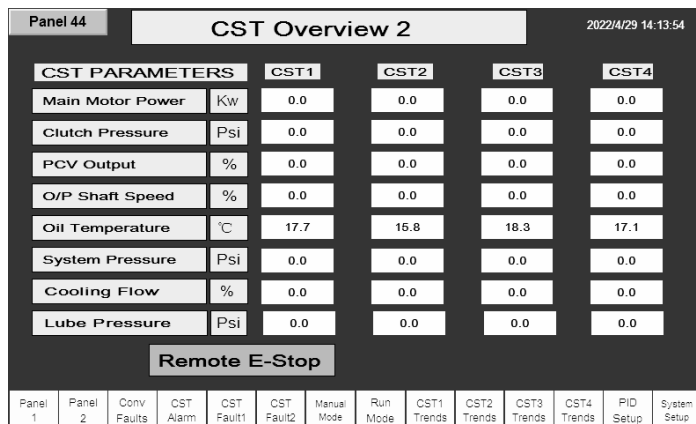 Panel 44
CST Overview 2
2022/4/29 14:13:54
CST PARAMETERS CST1 CST2 CST3 CST4
Main Motor Power Kw 0.0 0.0 0.0 0.0
Clutch Pressure Psi 0.0 0.0 0.0 0.0
PCV Output % 0.0 0.0 0.0 0.0
O/P Shaft Speed % 0.0 0.0 0.0 0.0
Oil Temperature ℃ 17.7 15.8 18.3 17.1
System Pressure Psi 0.0 0.0 0.0 0.0
Cooling Flow % 0.0 0.0 0.0 0.0
Lube Pressure Psi 0.0 0.0 0.0 0.0
Remote E-Stop
Panel Panel Conv CST CST CST Manual Run CST1 CST2 CST3 CST4 PID System
1 2 Faults Alarm Fault1 Fault2 Mode Mode Trends Trends Trends Trends Setup Setup